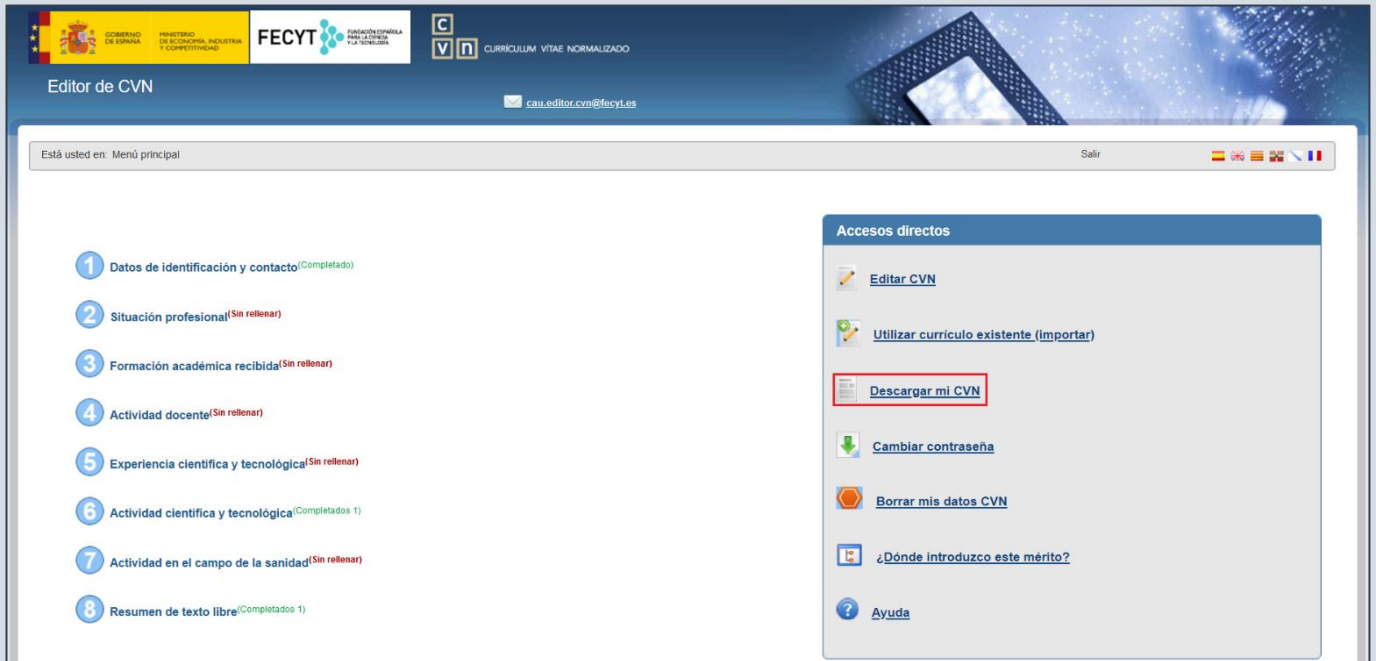 GOBIERNO
DE ESPAÑA
MINISTERIO
DE ECONOMÍA, INDUSTRIA
Y COMPETITIVIDAD
FECYT
FUNDACIÓN ESPAÑOLA
PARA LA CIENCIA
Y LA TECNOLOGÍA
C
v n CURRÍCULUM VÍTAE NORMALIZADO
Editor de CVN
cau.editor.cvn@fecyt.es
Está usted en: Menú principal
Salir
1 Datos de identificación y contacto(Completado)
2 Situación profesional(Sin rellenar)
3 Formación académica recibida(Sin rellenar)
4 Actividad docente(Sin rellenar)
5 Experiencia científica y tecnológica(Sin rellenar)
6 Actividad científica y tecnológica(Completados 1)
7 Actividad en el campo de la sanidad(Sin rellenar)
8 Resumen de texto libre(Completados 1)
Accesos directos
Editar CVN
Utilizar currículo existente (importar)
Descargar mi CVN
Cambiar contraseña
Borrar mis datos CVN
¿Dónde introduzco este mérito?
? Ayuda